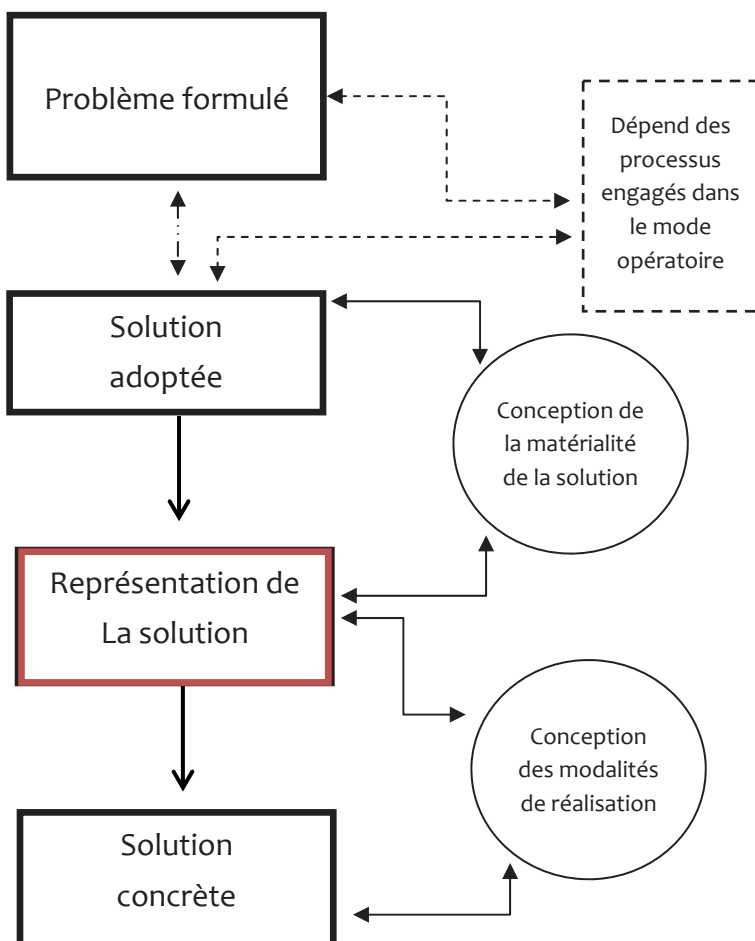 Problème formulé
Dépend des
processus
engagés dans
le mode
opératoire
Solution
adoptée
Conception de
la matérialité
de la solution
Représentation de
La solution
Conception
des modalités
de réalisation
Solution
concrète